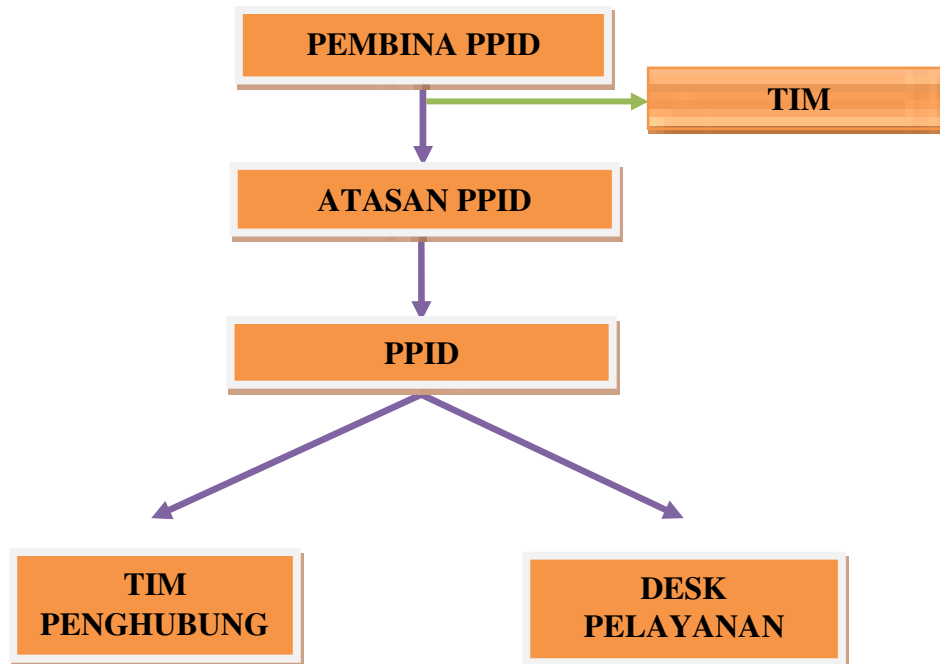 PEMBINA PPID
TIM
ATASAN PPID
PPID
TIM
PENGHUBUNG
DESK
PELAYANAN